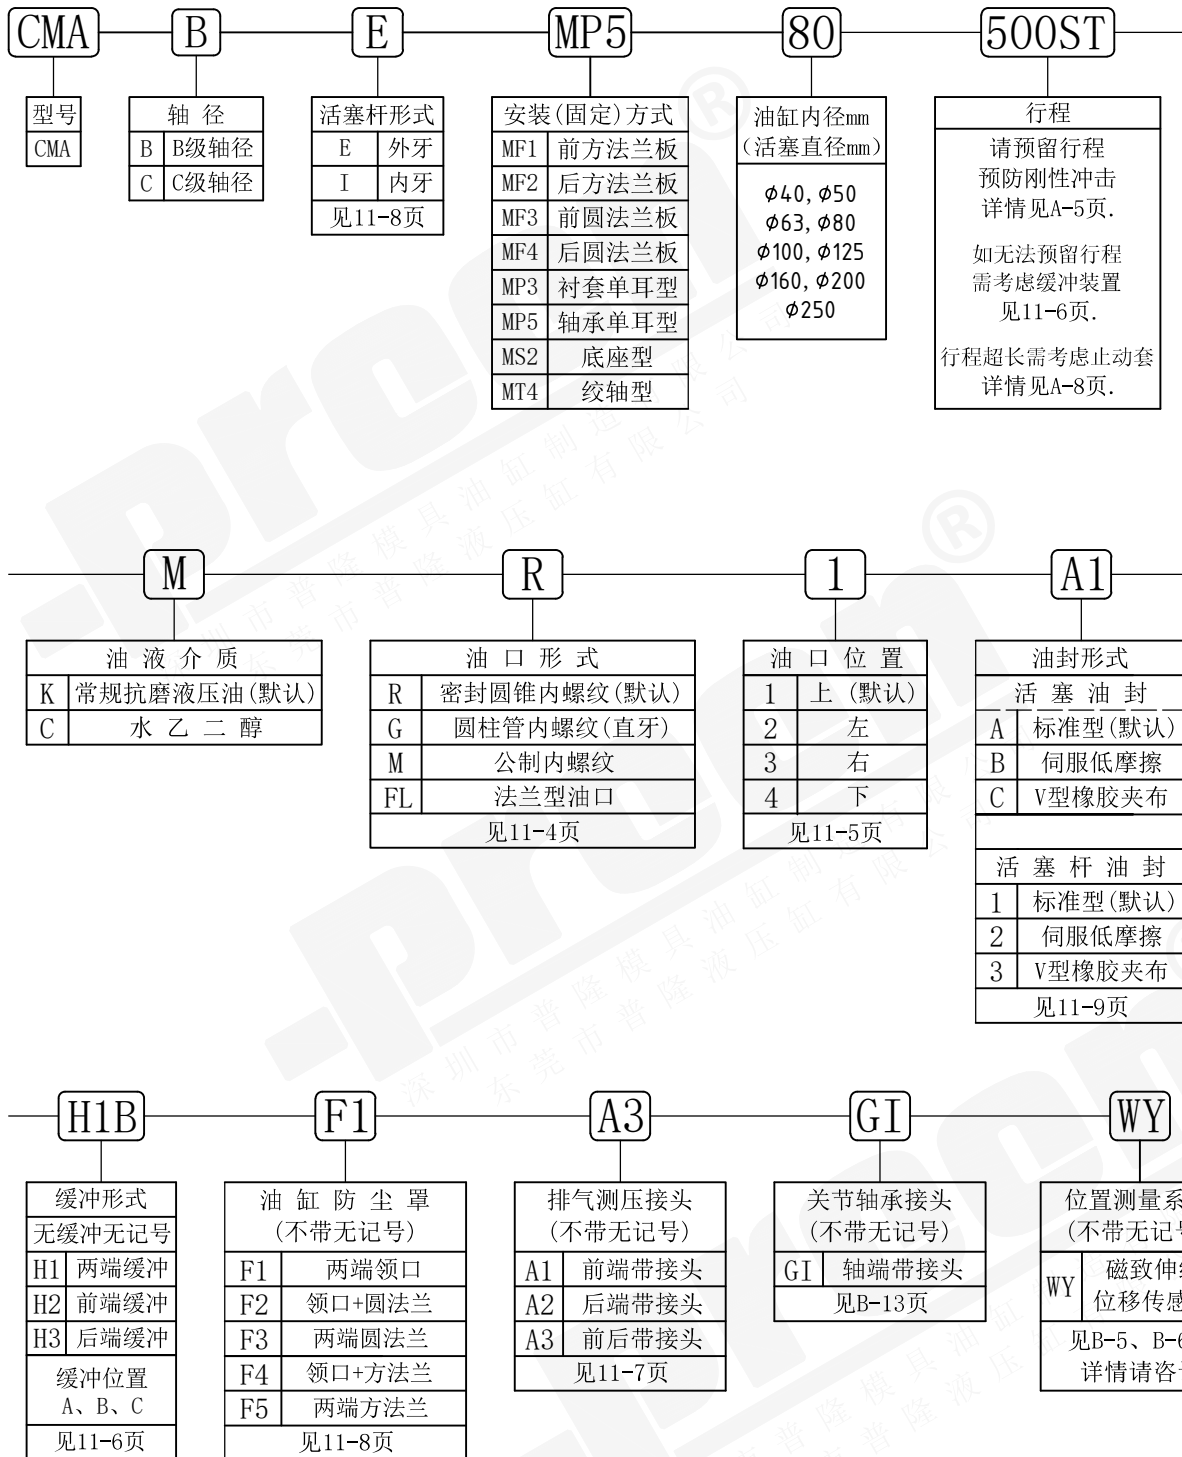 CMA B E MP5 80 500ST
型号
CMA
轴 径
B B级轴径
C C级轴径
活塞杆形式
E 外牙
I 内牙
见11-8页
安装(固定)方式
MF1 前方法兰板
MF2 后方法兰板
MF3 前圆法兰板
MF4 后圆法兰板
MP3 衬套单耳型
MP5 轴承单耳型
MS2 底座型
MT4 绞轴型
油缸内径mm
(活塞直径mm)
ϕ40, ϕ50
ϕ63, ϕ80
ϕ100, ϕ125
ϕ160, ϕ200
ϕ250
行程
请预留行程
预防刚性冲击
详情见A-5页.
如无法预留行程
需考虑缓冲装置
见11-6页.
行程超长需考虑止动套
详情见A-8页.
M R 1 A1
油 液 介 质
K 常规抗磨液压油(默认)
C 水 乙 二 醇
油 口 形 式
R 密封圆锥内螺纹(默认)
G 圆柱管内螺纹(直牙)
M 公制内螺纹
FL 法兰型油口
见11-4页
油 口 位 置
1 上 (默认)
2 左
3 右
4 下
见11-5页
油封形式
活 塞 油 封
A 标准型(默认)
B 伺服低摩擦
C V型橡胶夹布
活 塞 杆 油 封
1 标准型(默认)
2 伺服低摩擦
3 V型橡胶夹布
见11-9页
H1B F1 A3 GI WY
缓冲形式
无缓冲无记号
H1 两端缓冲
H2 前端缓冲
H3 后端缓冲
缓冲位置
A、B、C
见11-6页
油 缸 防 尘 罩
(不带无记号)
F1 两端领口
F2 领口+圆法兰
F3 两端圆法兰
F4 领口+方法兰
F5 两端方法兰
见11-8页
排气测压接头
(不带无记号)
A1 前端带接头
A2 后端带接头
A3 前后带接头
见11-7页
关节轴承接头
(不带无记号)
GI 轴端带接头
见B-13页
位置测量系
(不带无记号
WY 磁致伸
位移传感
见B-5、B-6
详情请咨